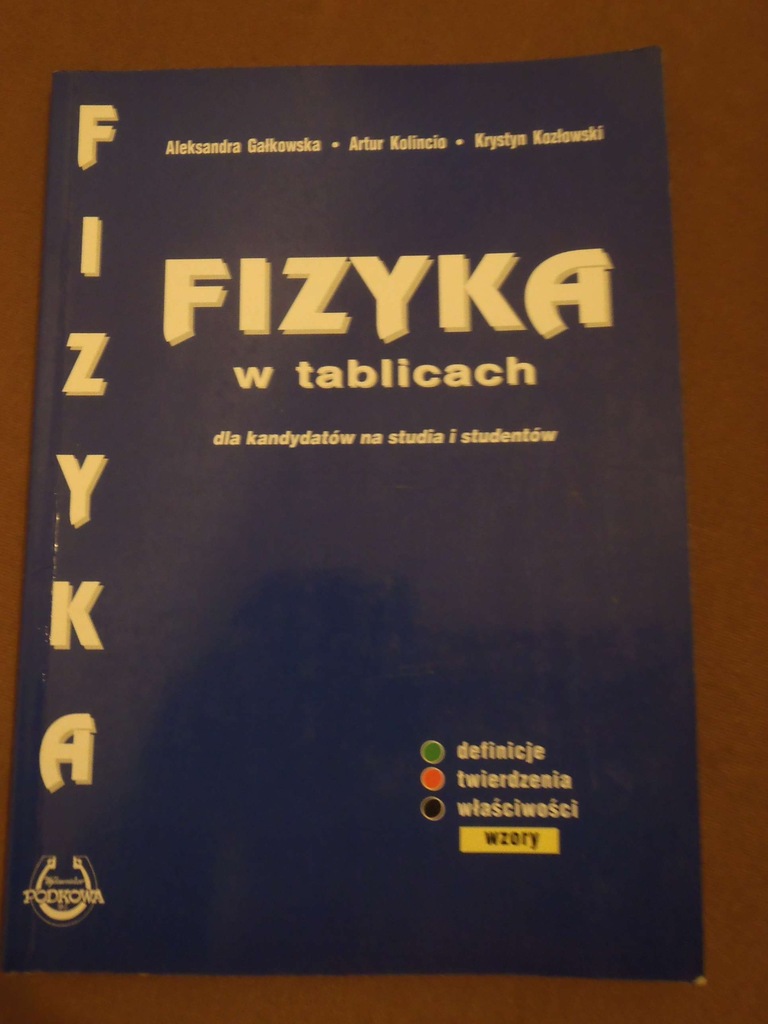 Aleksandra Gałkowska • Artur Kolincio • Krystyn Kozłowski
FIZYKA
w tablicach
dla kandydatów na studia i studentów
definicje
twierdzenia
właściwości
wzory
FIZYKA
Wydawnictwo
PODKOWA